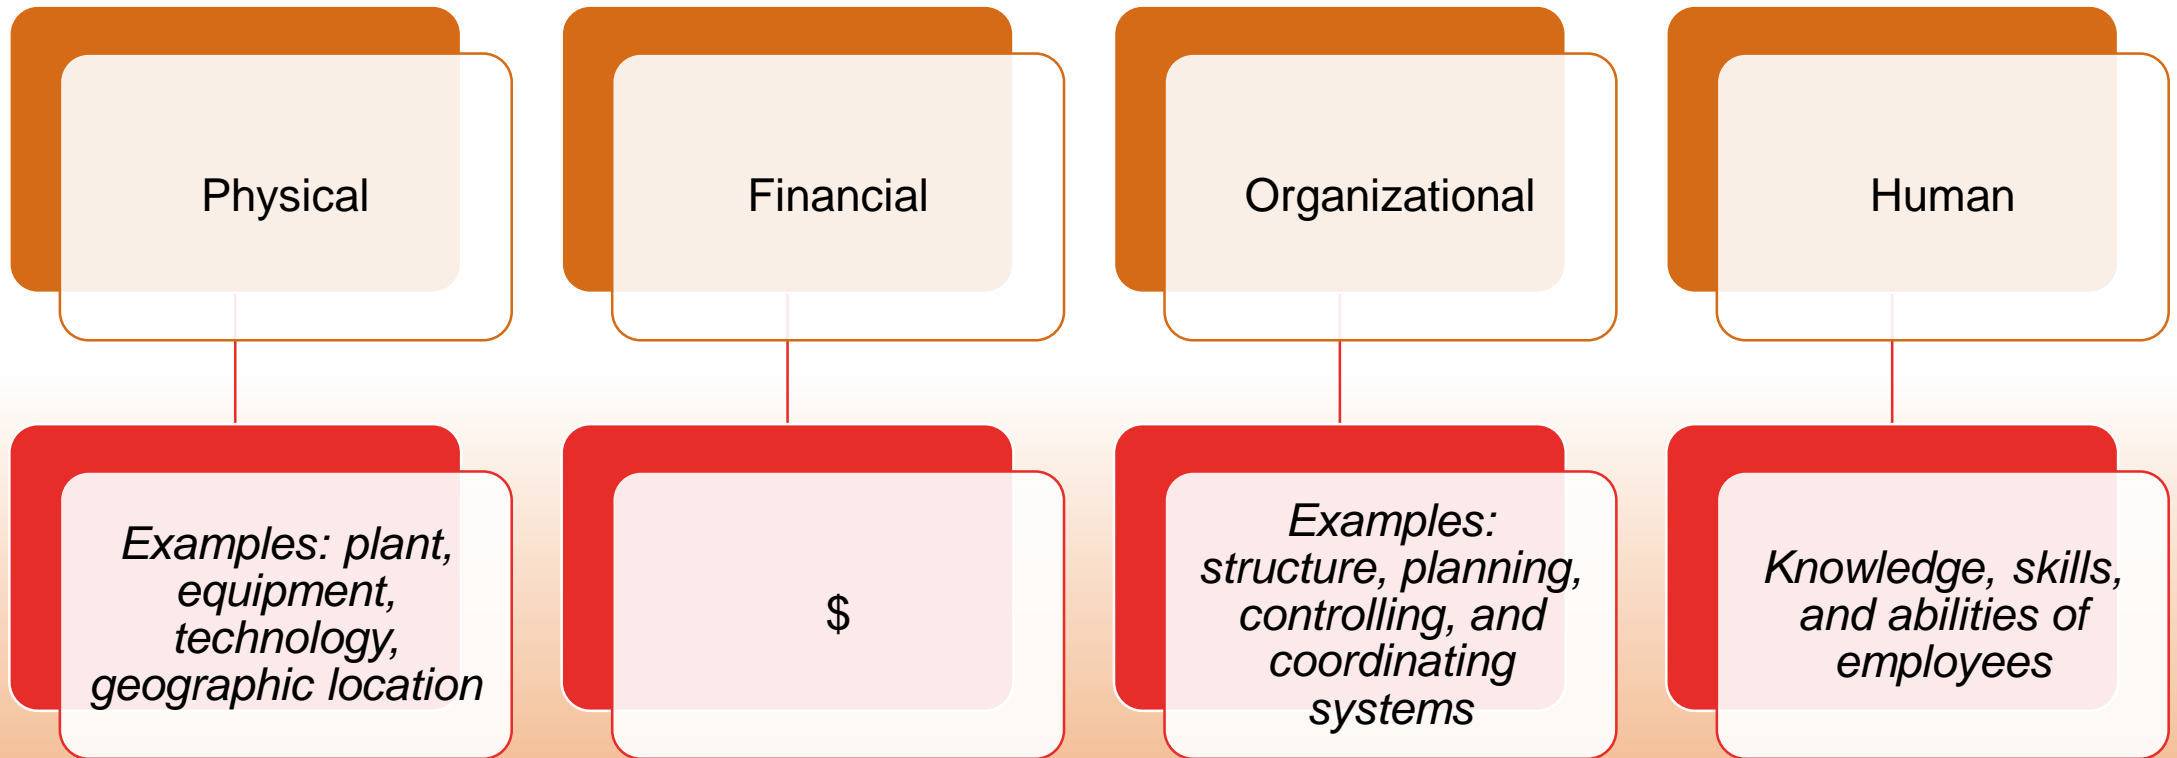 Physical
Financial
Organizational
Human
Examples: plant,
equipment,
technology,
geographic location
$
Examples:
structure, planning,
controlling, and
coordinating
systems
Knowledge, skills,
and abilities of
employees